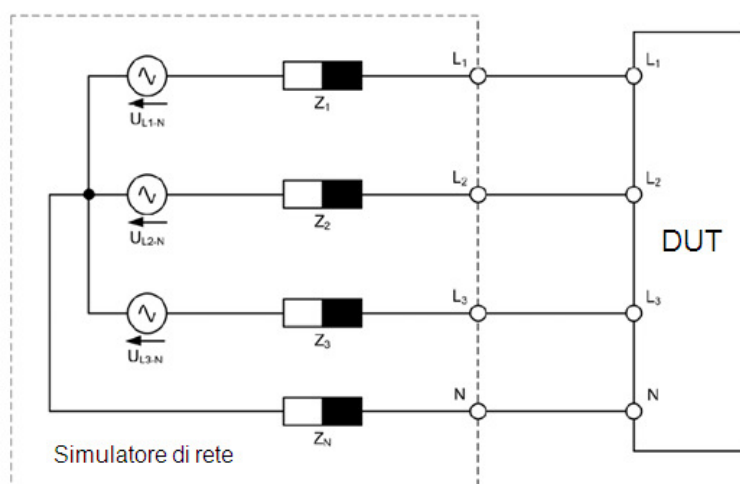 L1
L1
UL1-N
Z1
L2
L2
UL2-N
Z2
DUT
L3
L3
UL3-N
Z3
N
N
ZN
Simulatore di rete